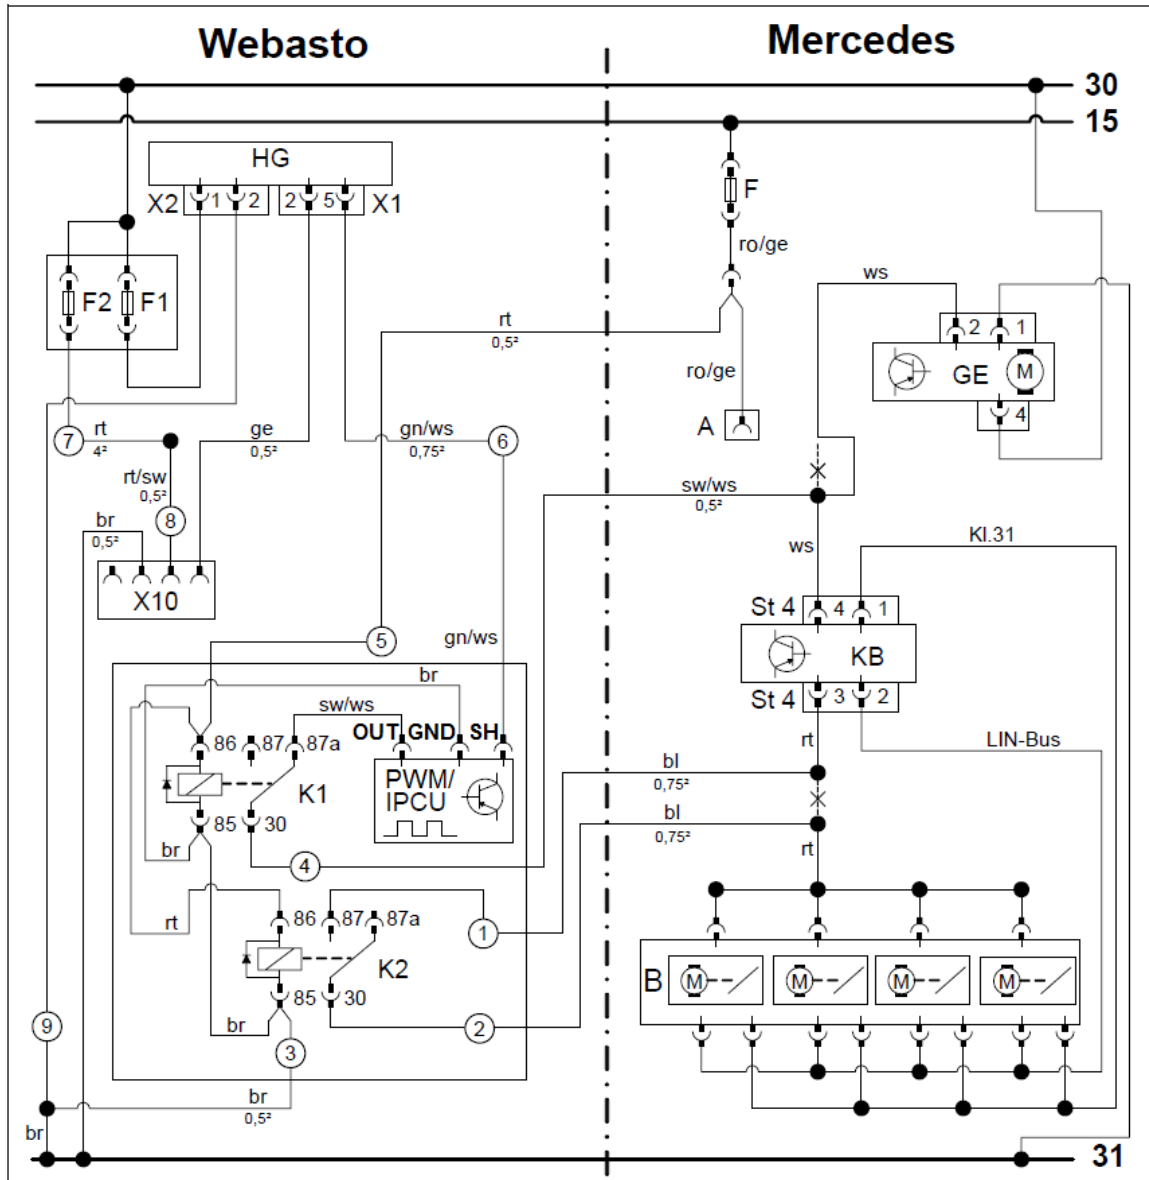 Webasto
Mercedes
30
15
HG
X2 1 2 2 5 X1
F
ro/ge
F2 F1
ws
rt
0,5²
2 1
GE M
ro/ge
4
A
7 rt
4²
ge
0,5²
gn/ws
0,75²
6
rt/sw
0,5²
8
sw/ws
0,5²
br
0,5²
ws
Kl.31
X10
St 4 4 1
5
gn/ws
KB
br
St 4 3 2
sw/ws
OUT GND SH
rt
LIN-Bus
86 87 87a
K1
PWM/
IPCU
bl
0,75²
85 30
bl
0,75²
br
4
rt
rt
86 87 87a
1
K2
B M M M M
85 30
9
br
2
3
br
0,5²
br
31